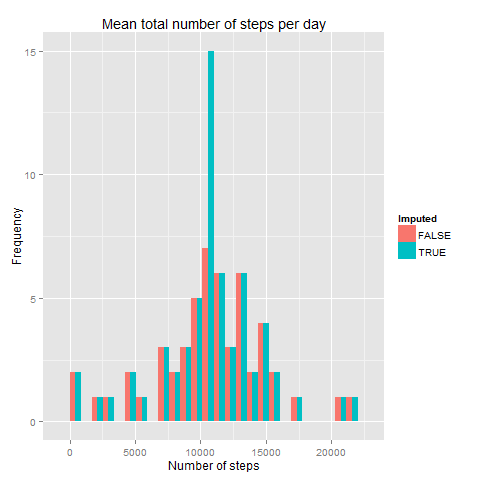 Mean total number of steps per day
15
10
5
0
Frequency
0 5000 10000 15000 20000
Number of steps
Imputed
FALSE
TRUE